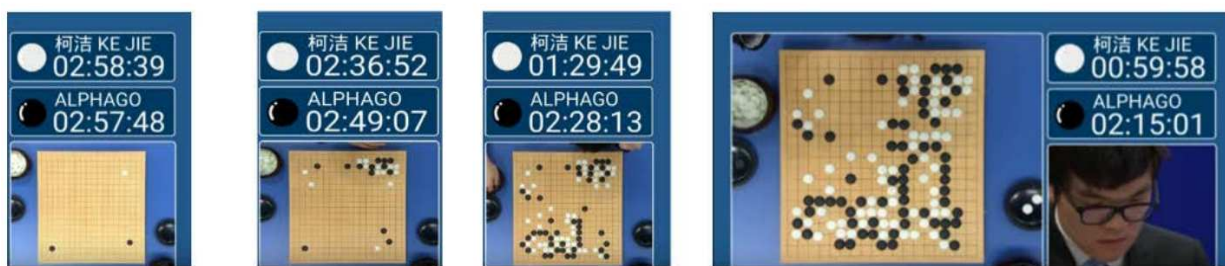 柯洁 KE JIE
02:58:39
ALPHAGO
02:57:48
柯洁 KE JIE
02:36:52
ALPHAGO
02:49:07
柯洁 KE JIE
01:29:49
ALPHAGO
02:28:13
柯洁 KE JIE
00:59:58
ALPHAGO
02:15:01